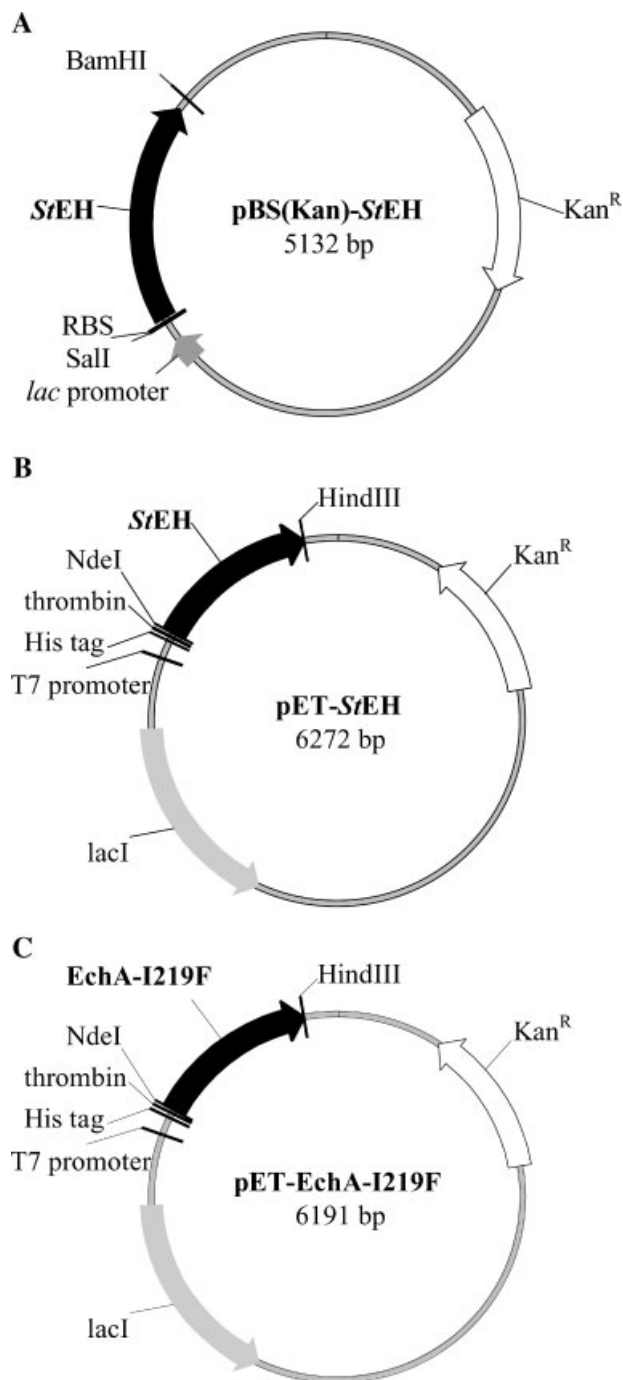 A
BamHI
StEH
pBS(Kan)-StEH
5132 bp
KanR
RBS
SalI
lac promoter
B
HindIII
StEH
KanR
NdeI
thrombin
His tag
T7 promoter
pET-StEH
6272 bp
lacI
C
EchA-I219F
HindIII
KanR
NdeI
thrombin
His tag
T7 promoter
pET-EchA-I219F
6191 bp
lacI